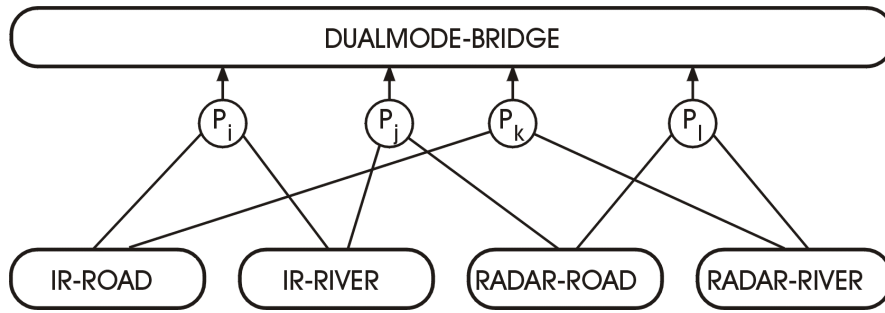 DUALMODE-BRIDGE
Pi Pj Pk Pl
IR-ROAD IR-RIVER RADAR-ROAD RADAR-RIVER